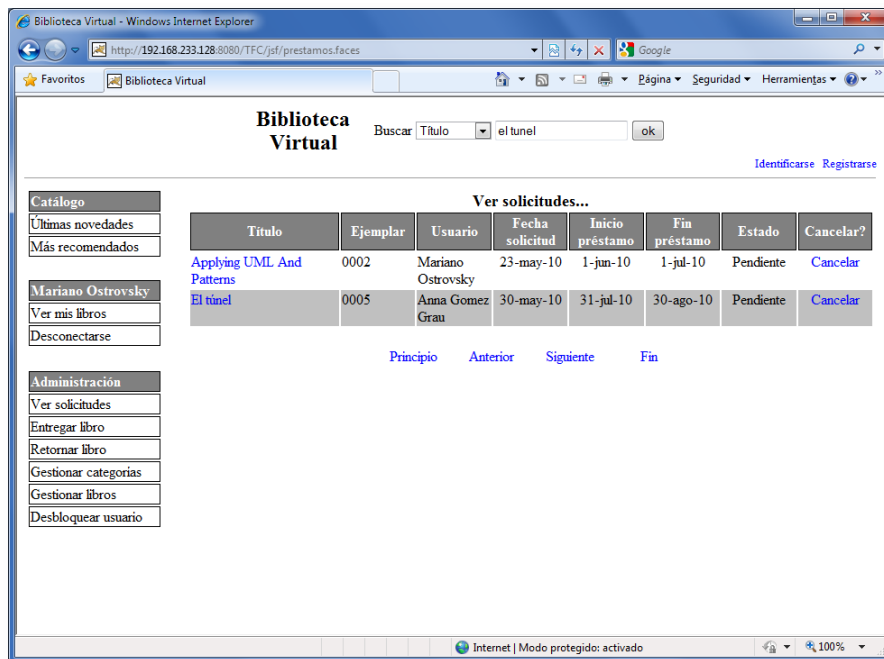 Biblioteca Virtual - Windows Internet Explorer
http://192.168.233.128:8080/TFC/jsf/prestamos.faces
Google
Favoritos
Biblioteca Virtual
Página
Seguridad
Herramientas
Biblioteca
Virtual
Buscar
Título
el tunel
ok
Identificarse Registrarse
Catálogo
Últimas novedades
Más recomendados
Mariano Ostrovsky
Ver mis libros
Desconectarse
Administración
Ver solicitudes
Entregar libro
Retornar libro
Gestionar categorias
Gestionar libros
Desbloquear usuario
Ver solicitudes...
Título Ejemplar Usuario Fecha solicitud Inicio préstamo Fin préstamo Estado Cancelar?
Applying UML And Patterns 0002 Mariano Ostrovsky 23-may-10 1-jun-10 1-jul-10 Pendiente Cancelar
El túnel 0005 Anna Gomez Grau 30-may-10 31-jul-10 30-ago-10 Pendiente Cancelar
Principio Anterior Siguiente Fin
Internet | Modo protegido: activado
100%